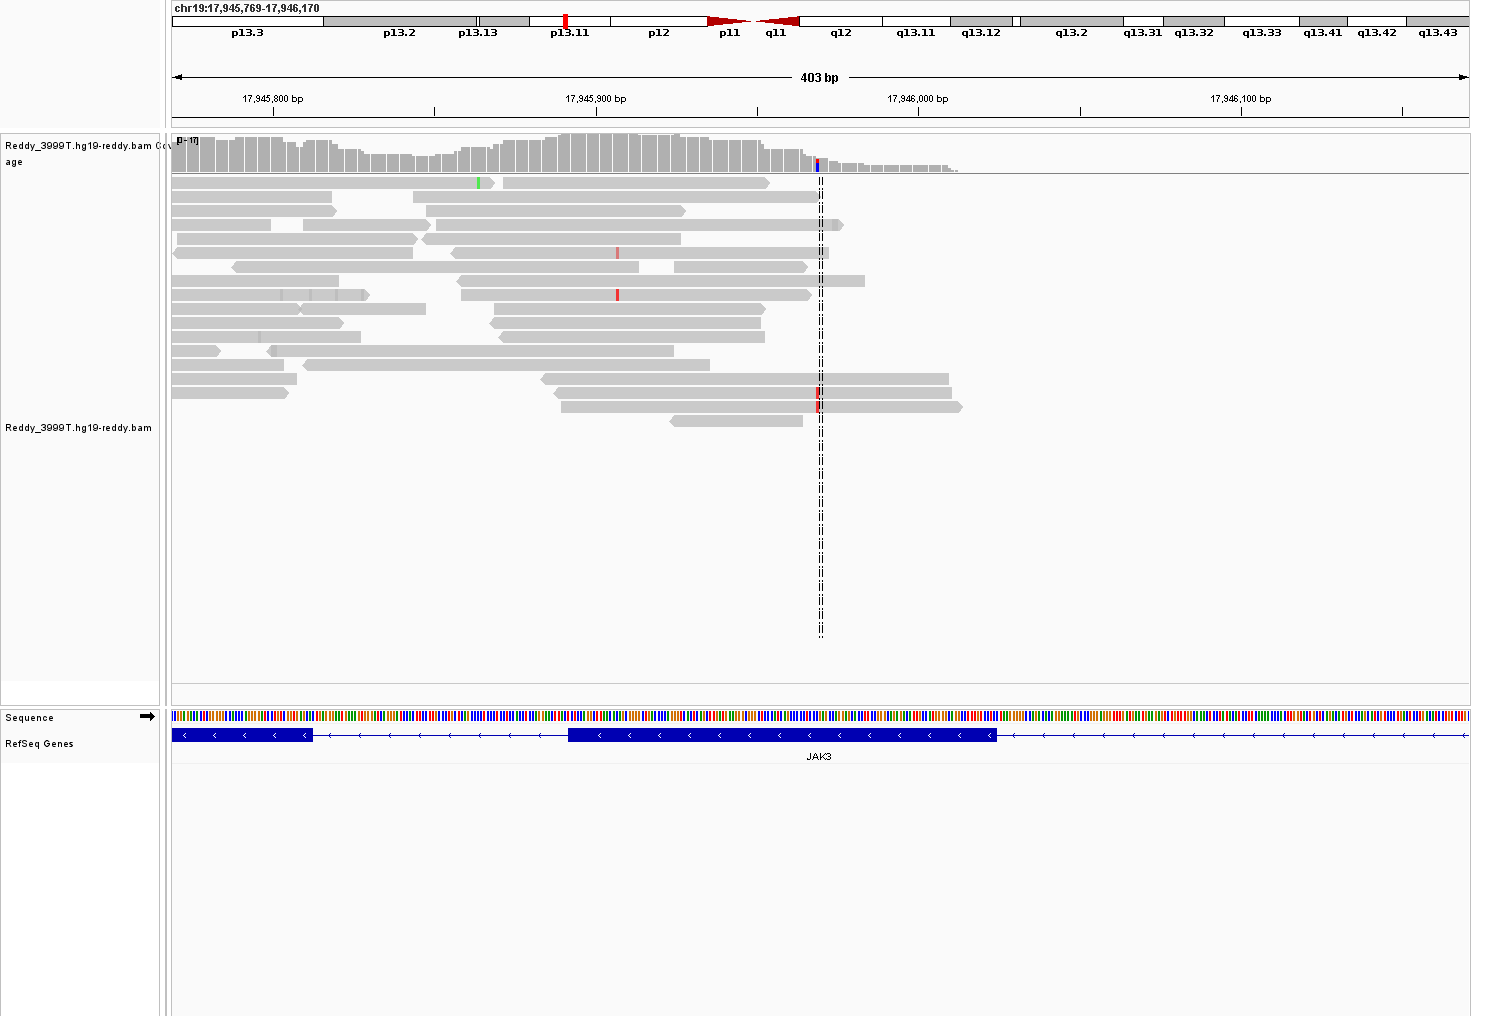 chr19:17,945,769-17,946,170
p13.3 p13.2 p13.13 p13.11 p12 p11 q11 q12 q13.11 q13.12 q13.2 q13.31 q13.32 q13.33 q13.41 q13.42 q13.43
403 bp
17,945,800 bp 17,945,900 bp 17,946,000 bp 17,946,100 bp
Reddy_3999T.hg19-reddy.bam Cov
age
[0 - 17]
Reddy_3999T.hg19-reddy.bam
Sequence
RefSeq Genes
JAK3